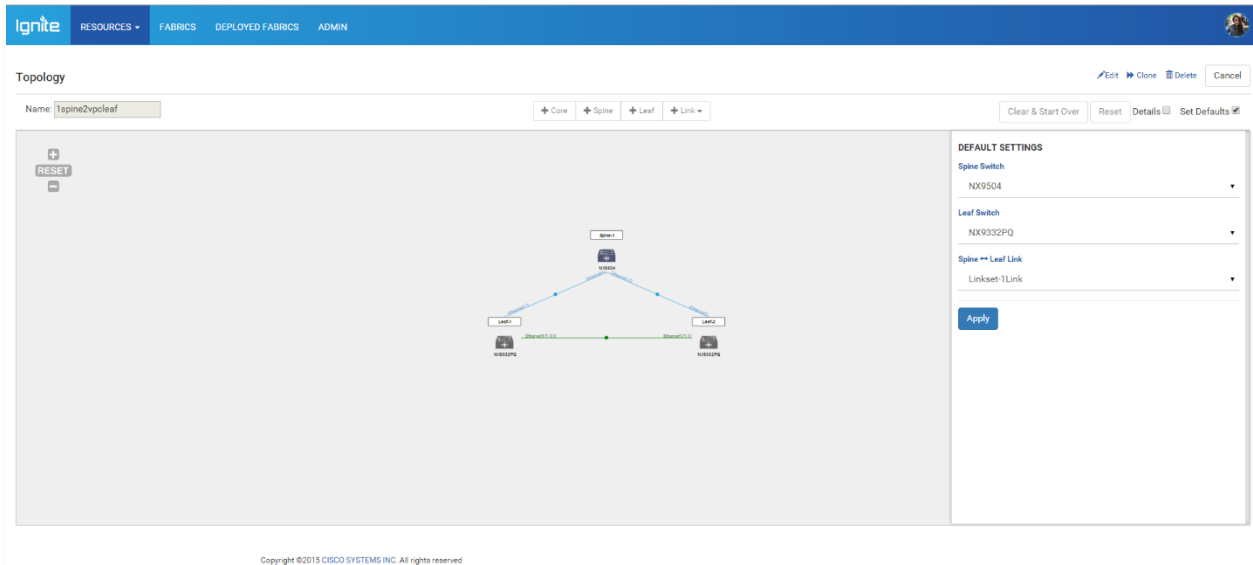 Ignite RESOURCES FABRICS DEPLOYED FABRICS ADMIN
Topology
Edit Clone Delete Cancel
Name: 1spine2vpcleaf
Core Spine Leaf Link
Clear & Start Over Reset Details Set Defaults
RESET
DEFAULT SETTINGS
Spine Switch
NX9504
Leaf Switch
NX9332PQ
Spine ↔ Leaf Link
Linkset-1Link
Apply
Spine-1
NX9504
Leaf-1 Leaf-2
NX9332PQ NX9332PQ
Copyright ©2015 CISCO SYSTEMS INC. All rights reserved